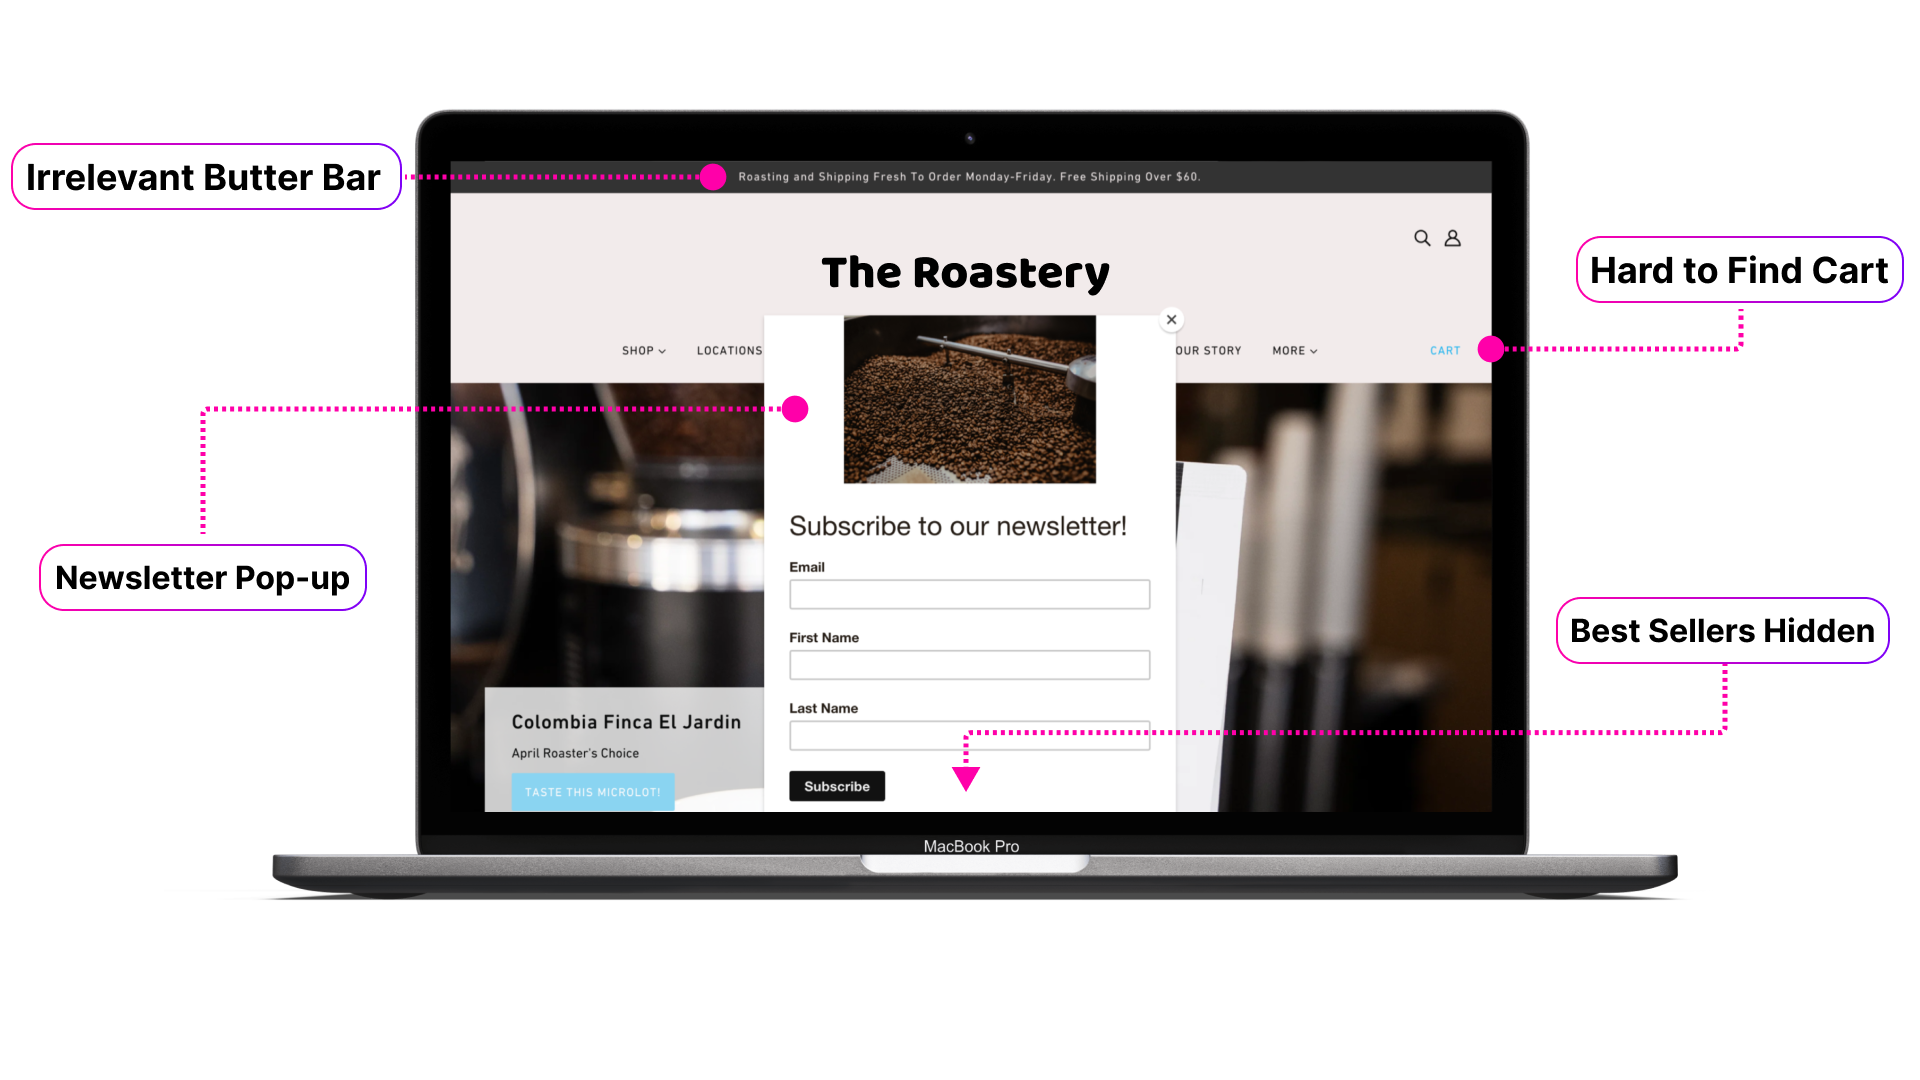 Irrelevant Butter Bar
Roasting and Shipping Fresh To Order Monday-Friday. Free Shipping Over $60.
Hard to Find Cart
The Roastery
SHOP
LOCATIONS
OUR STORY
MORE
CART
Newsletter Pop-up
Subscribe to our newsletter!
Email
First Name
Last Name
Subscribe
Best Sellers Hidden
Colombia Finca El Jardin
April Roaster's Choice
TASTE THIS MICROLOT!
MacBook Pro